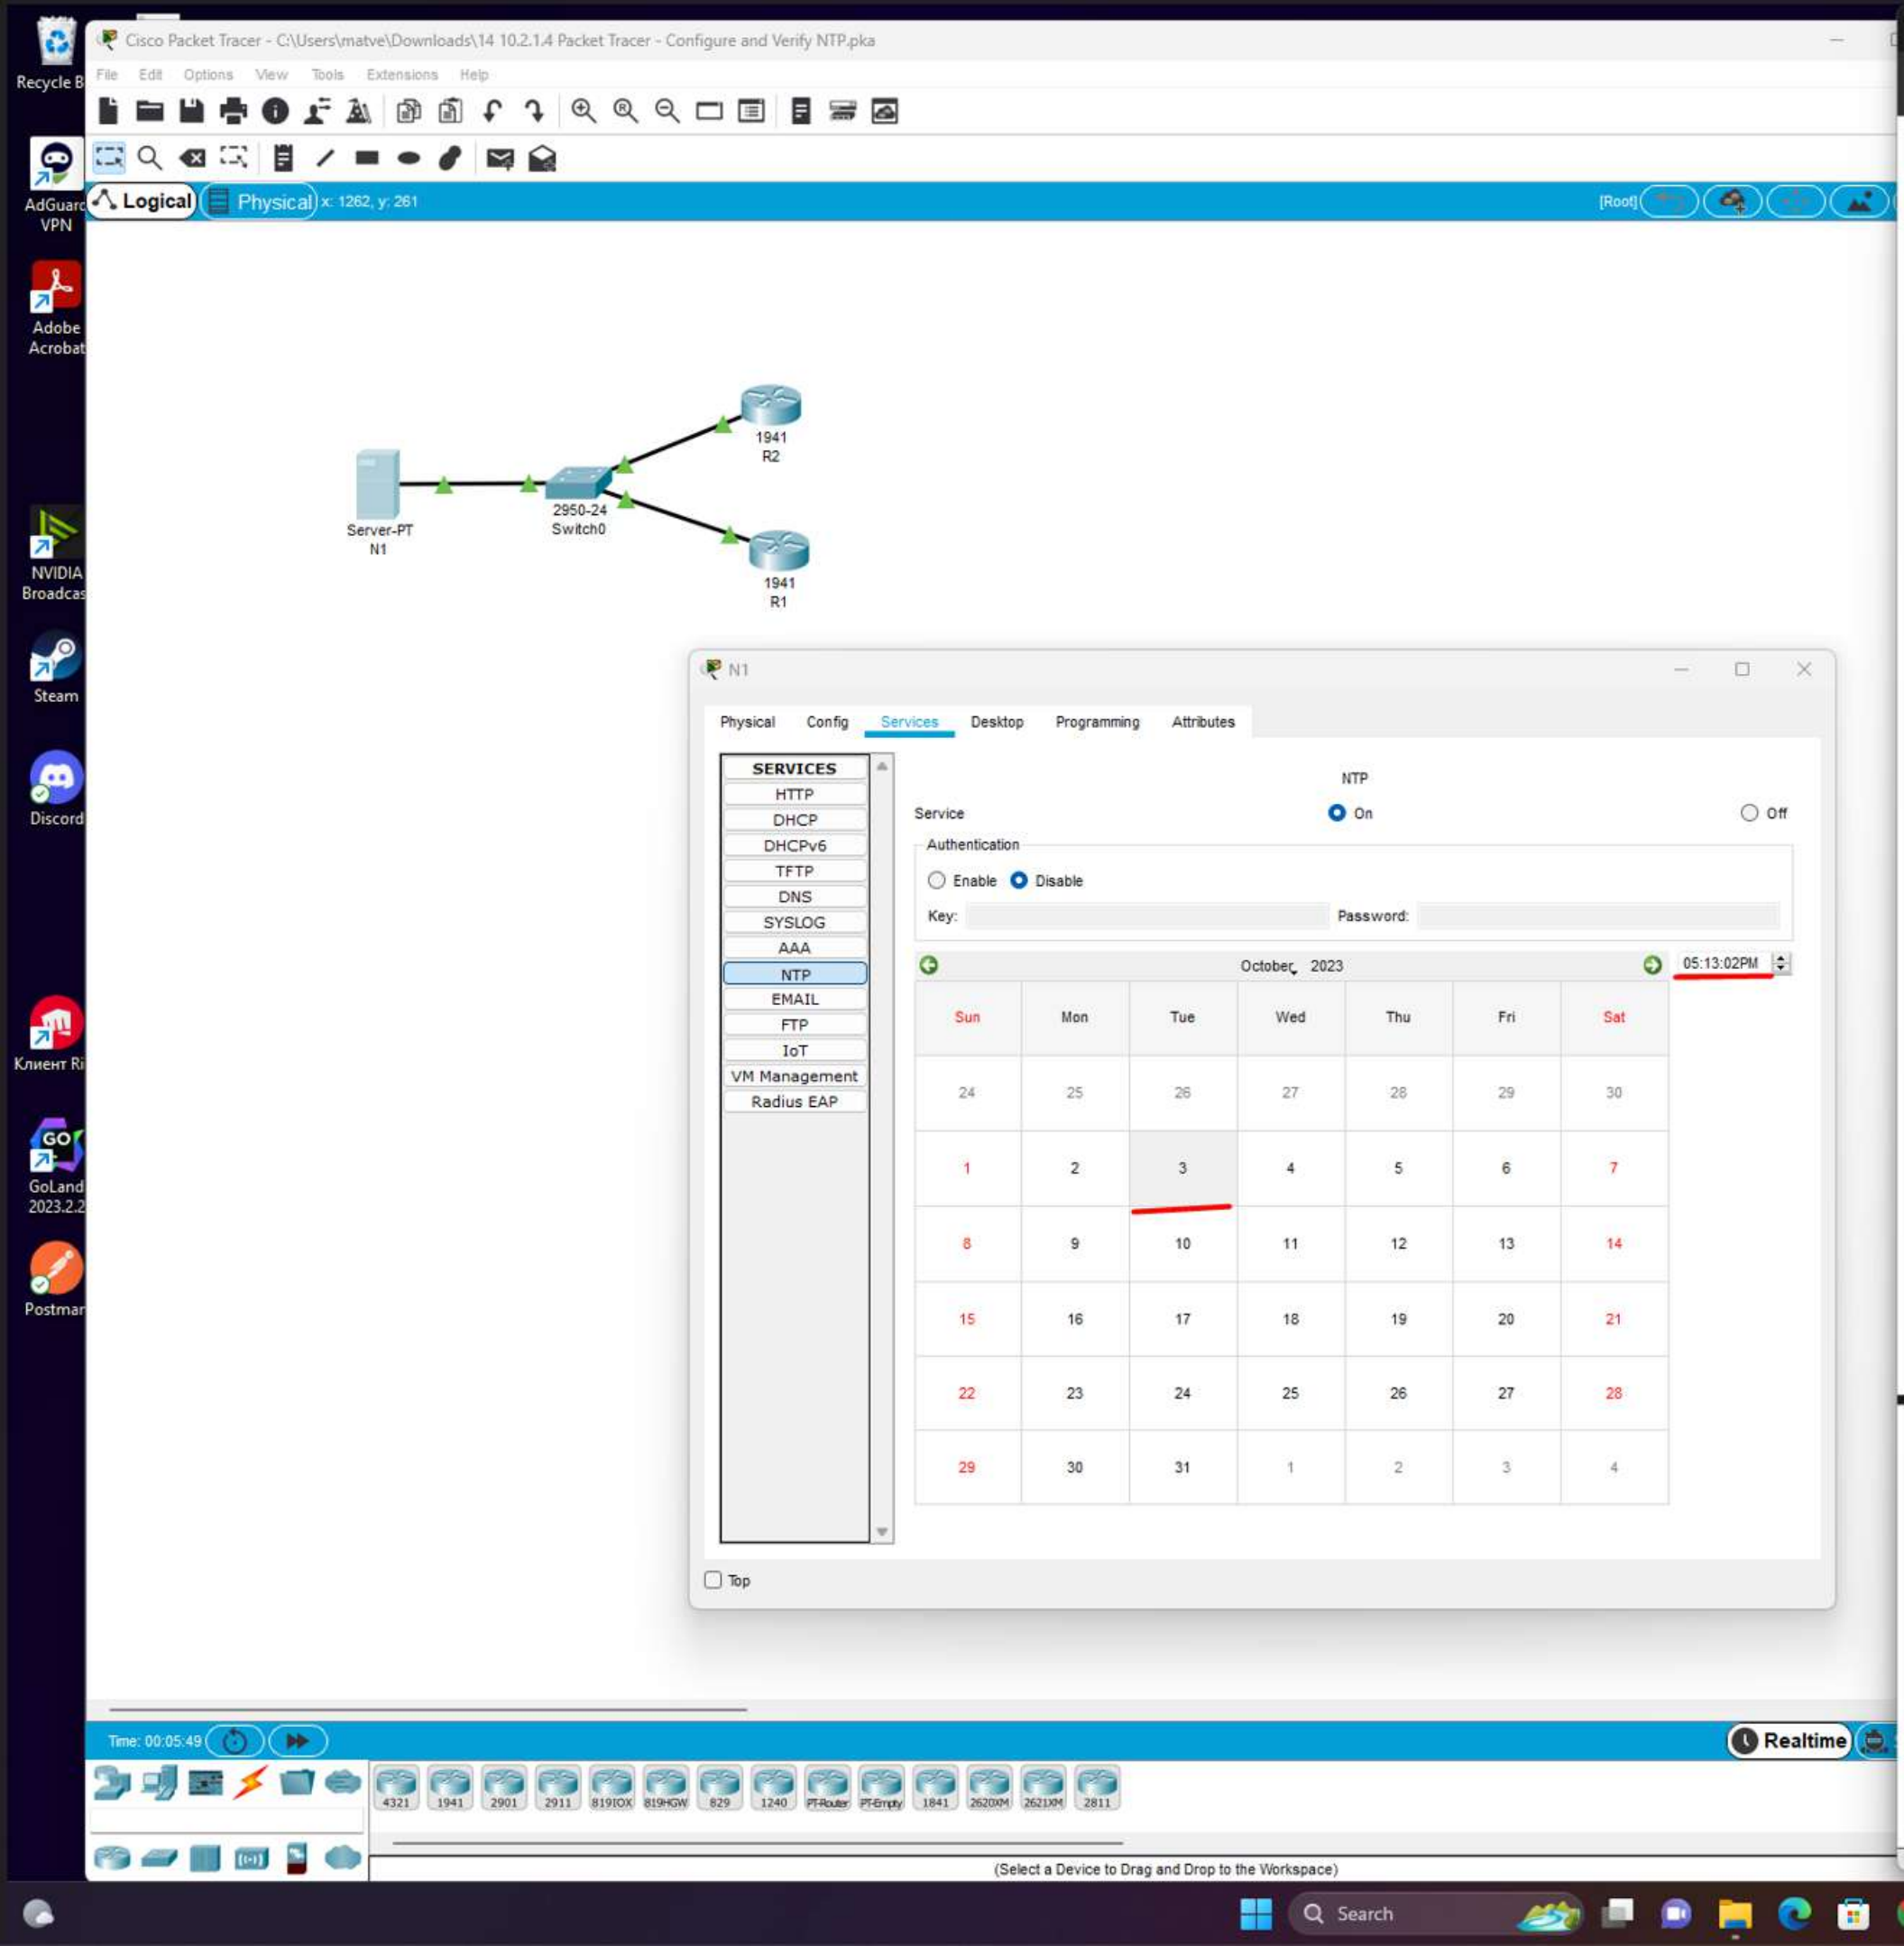 Recycle B
Cisco Packet Tracer - C:\Users\matve\Downloads\14 10.2.1.4 Packet Tracer - Configure and Verify NTP.pka
File Edit Options View Tools Extensions Help
AdGuard
VPN
Logical Physical x: 1262, y: 261 [Root]
Adobe
Acrobat
1941
R2
2950-24
Switch0
Server-PT
N1
NVIDIA
Broadcas
1941
R1
Steam
N1
Physical Config Services Desktop Programming Attributes
Discord
SERVICES
HTTP
DHCP
DHCPv6
TFTP
DNS
SYSLOG
AAA
NTP
EMAIL
FTP
IoT
VM Management
Radius EAP
NTP
Service On Off
Authentication
Enable Disable
Key: Password:
October, 2023 05:13:02PM
Sun Mon Tue Wed Thu Fri Sat
24 25 26 27 28 29 30
1 2 3 4 5 6 7
8 9 10 11 12 13 14
15 16 17 18 19 20 21
22 23 24 25 26 27 28
29 30 31 1 2 3 4
Top
Клиент Ri
GO
GoLand
2023.2.2
Postmar
Time: 00:05:49 Realtime
4321 1941 2901 2911 819IOX 819HGW 829 1240 PT-Router PT-Empty 1841 2620XM 2621XM 2811
(Select a Device to Drag and Drop to the Workspace)
Search